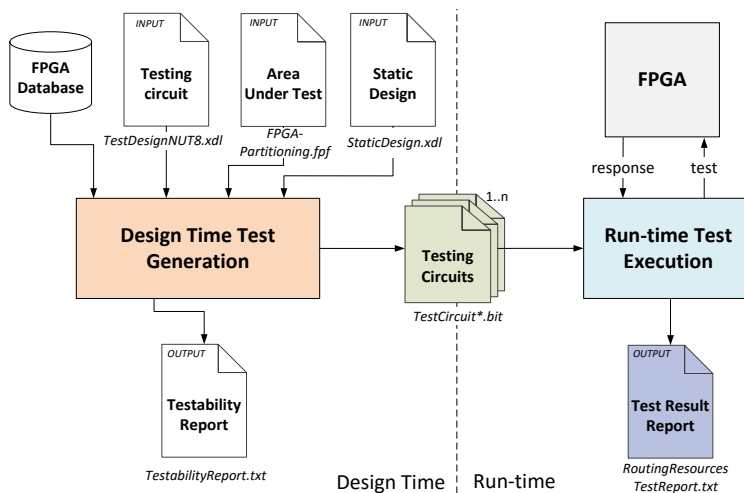 FPGA
Database
INPUT
Testing
circuit
TestDesignNUT8.xdl
INPUT
Area
Under Test
FPGA-
Partitioning.fpf
INPUT
Static
Design
StaticDesign.xdl
FPGA
response
test
Design Time Test
Generation
1..n
Testing
Circuits
TestCircuit*.bit
Run-time Test
Execution
OUTPUT
Testability
Report
TestabilityReport.txt
OUTPUT
Test Result
Report
RoutingResources
TestReport.txt
Design Time
Run-time